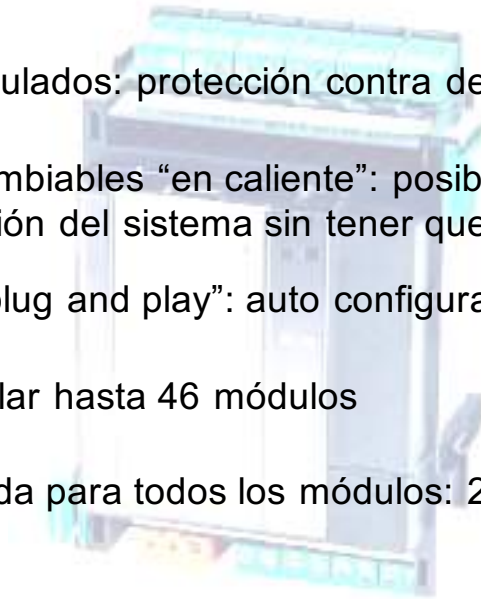 ulados: protección contra de
mbiables “en caliente”: posib
ión del sistema sin tener que
plug and play”: auto configura
lar hasta 46 módulos
da para todos los módulos: 2